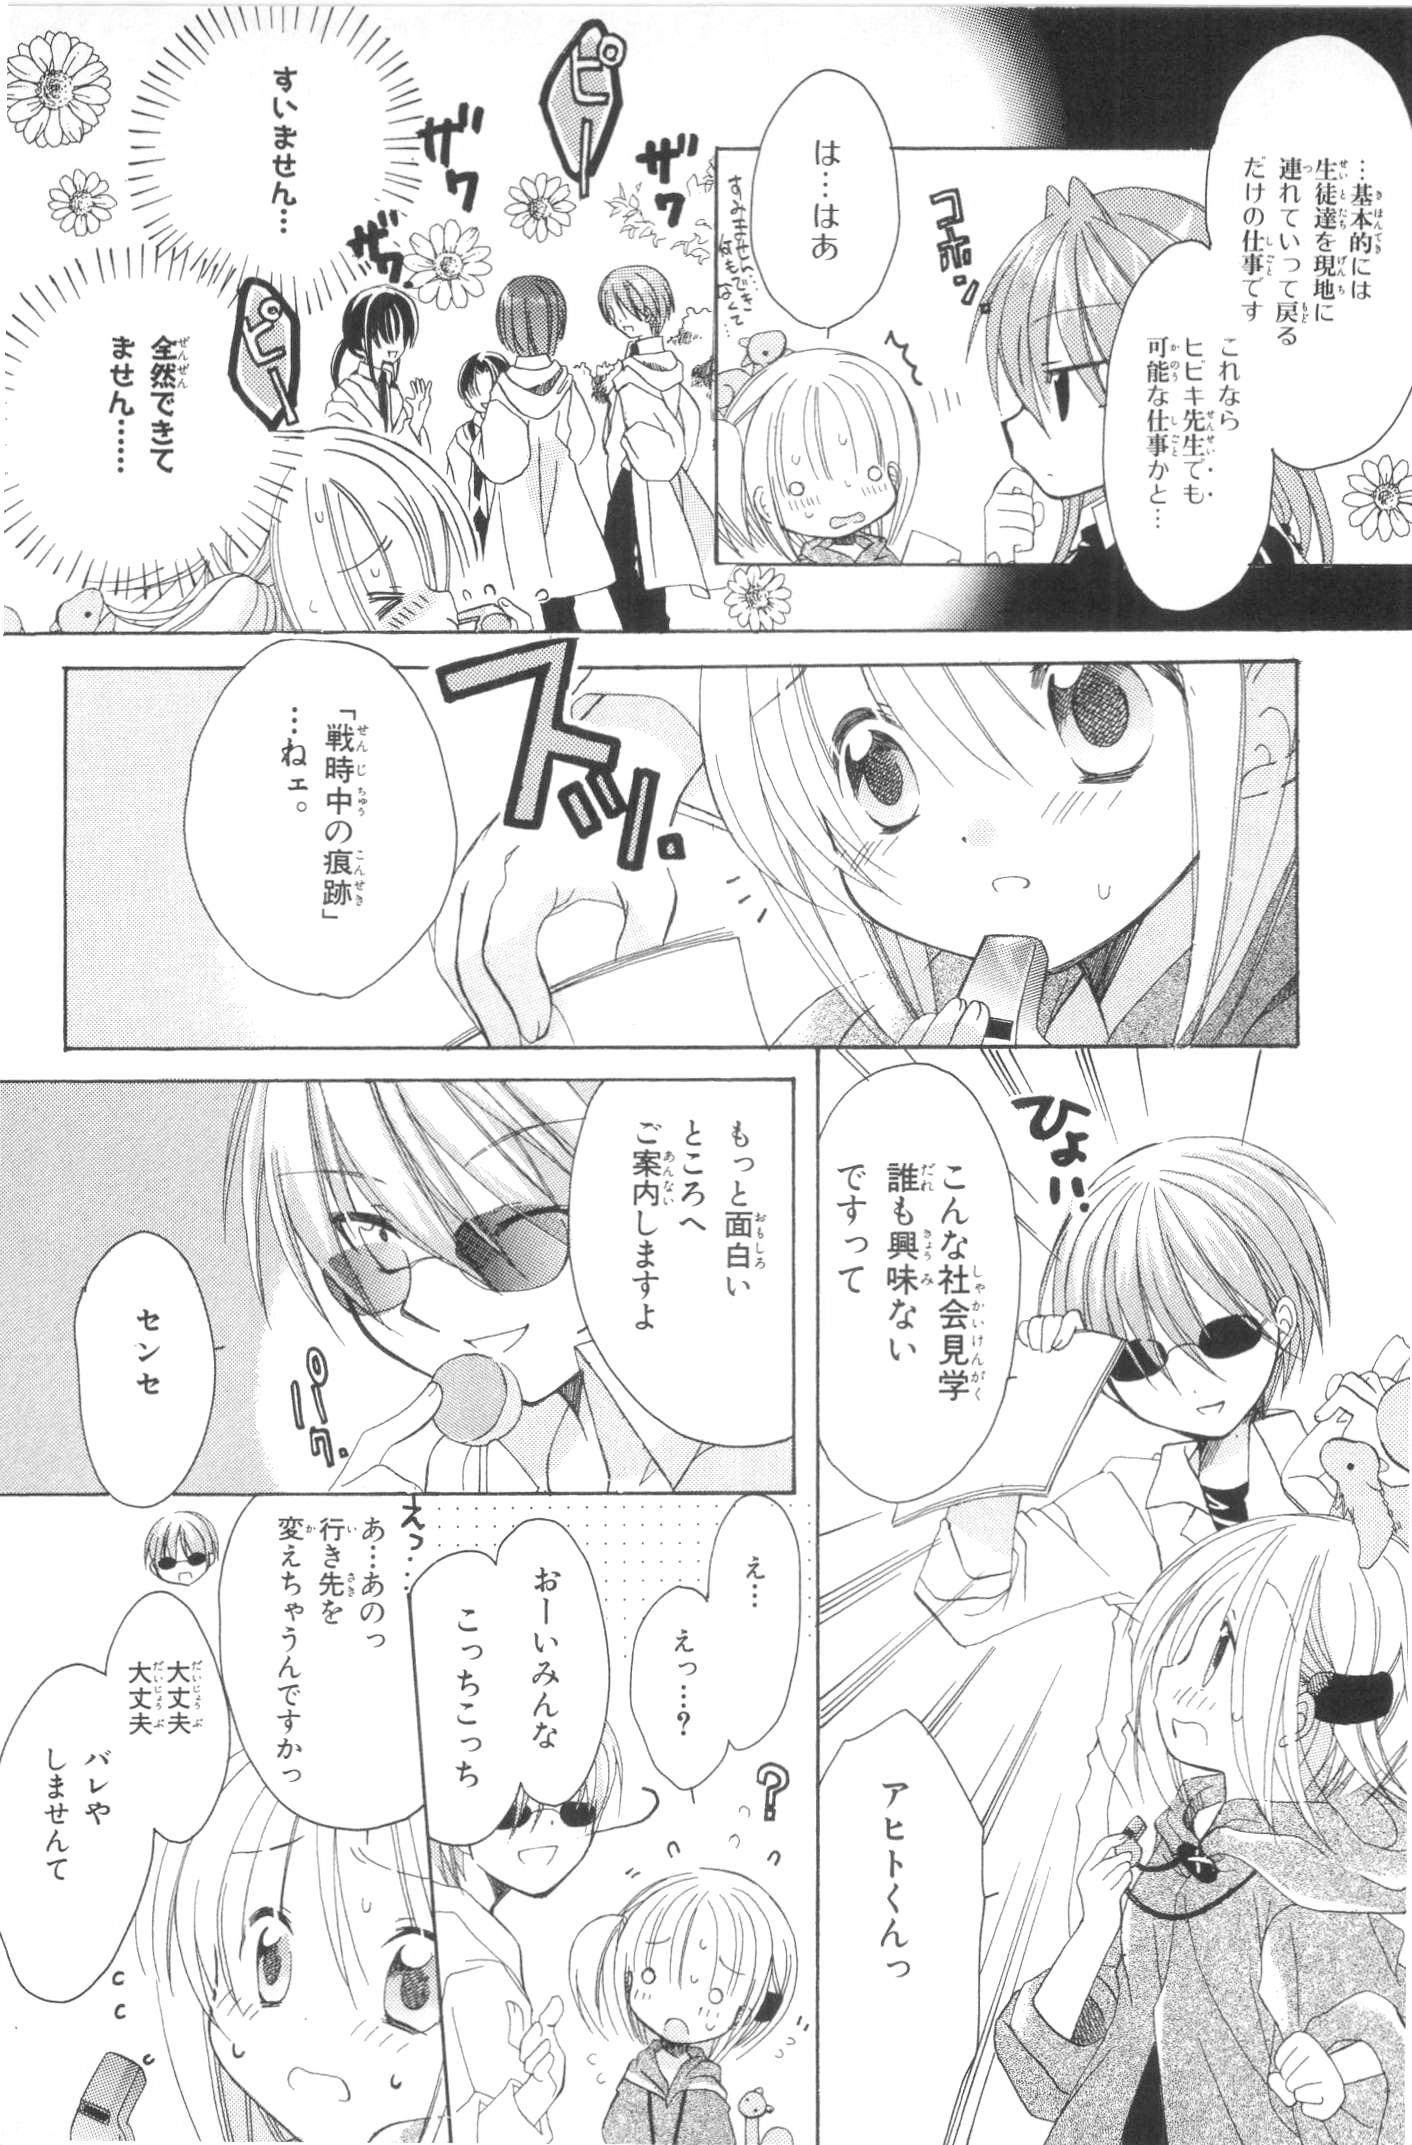 …基本的には
生徒達を現地に
連れていって戻る
だけの仕事です
これなら
ヒビキ先生でも
可能な仕事かと…
コホン
は…はあ
すみません…
何もできなくて…
ピー
ザワ
ザワ
ザワ
すいません…
ピー
全然できて
ません……
スッ。
「戦時中の痕跡」
…ねェ。
ひょい
こんな社会見学
誰も興味ない
ですって
アヒトくんっ
もっと面白い
ところへ
ご案内しますよ
パク。
センセ
え…
えっ…?
?
おーいみんな
こっちこっち
えっ…
あ…あのっ
行き先を
変えちゃうんですかっ
大丈夫
大丈夫
バレや
しませんて